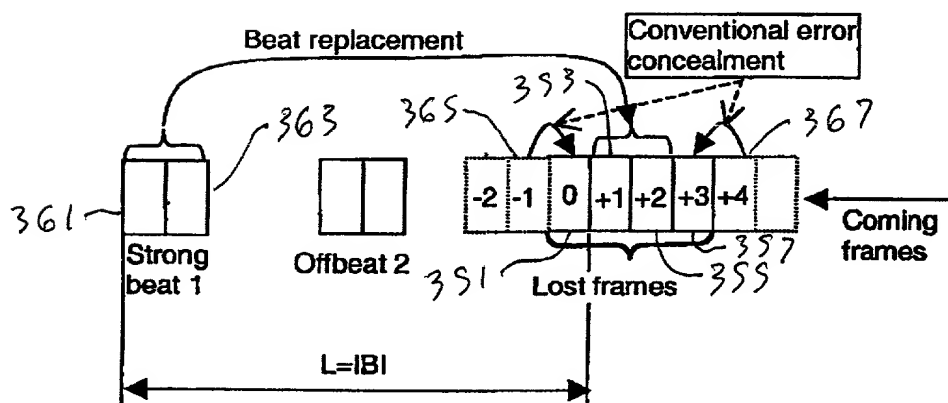 Beat replacement
Conventional error
concealment
353
363
365
367
-2 -1 0 +1 +2 +3 +4
361
Coming
frames
Strong
beat 1
Offbeat 2
351
Lost frames
355
357
L=IBI